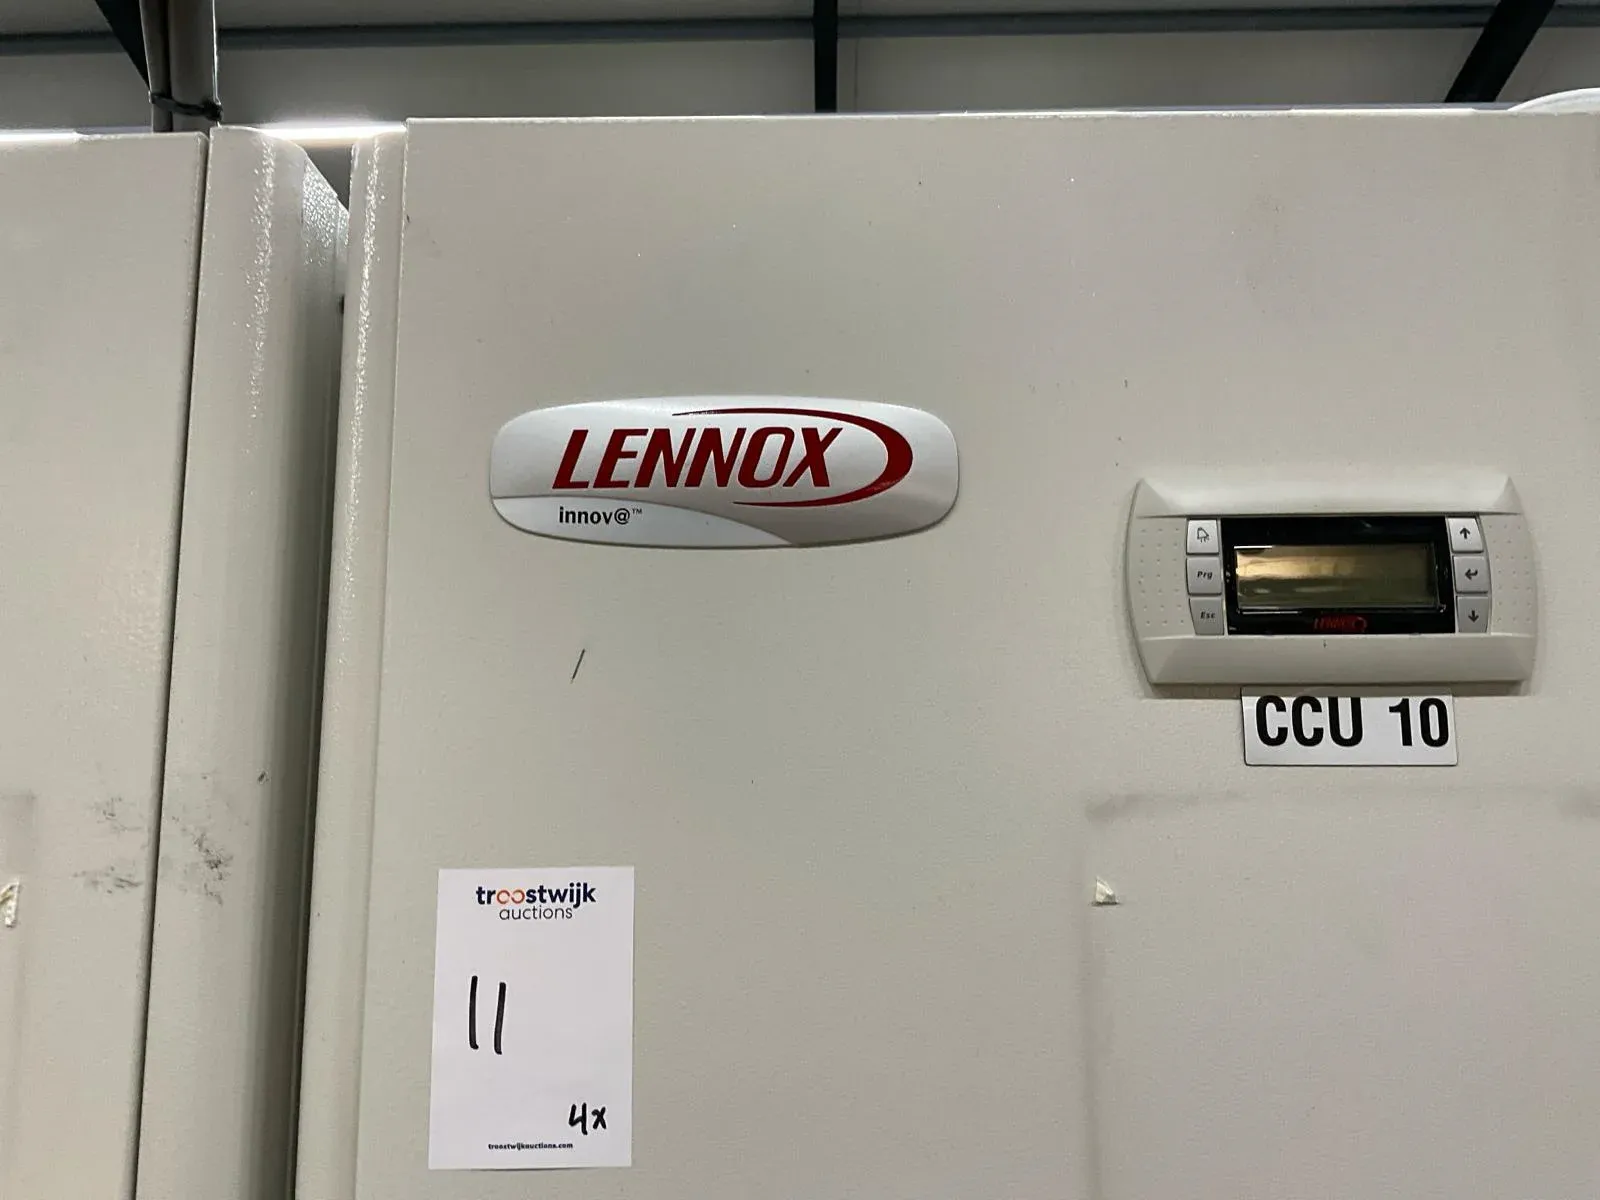 LENNOX
innov@™
Prg
Esc
LENNOX
CCU 10
troostwijk
auctions
11
4x
troostwijkauctions.com